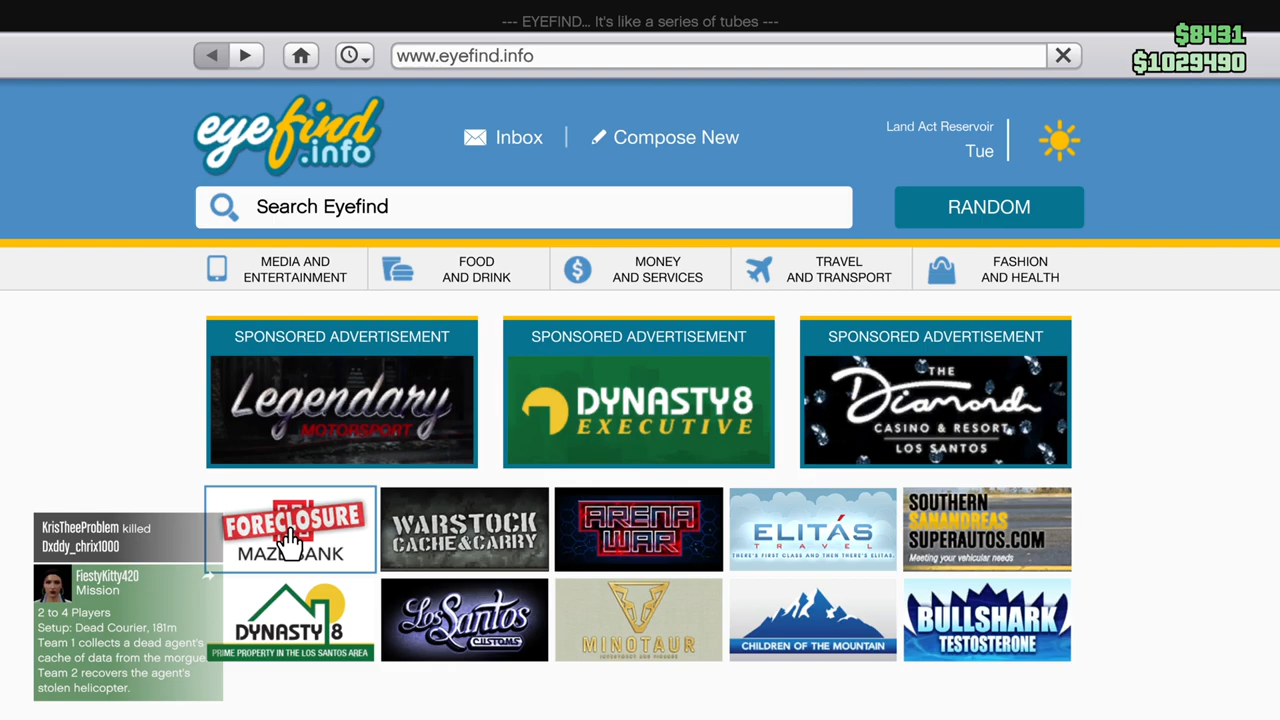 --- EYEFIND... It's like a series of tubes ---
$8431
$1029490
www.eyefind.info
eyefind
.info
Inbox
Compose New
Land Act Reservoir
Tue
Search Eyefind
RANDOM
MEDIA AND
ENTERTAINMENT
FOOD
AND DRINK
MONEY
AND SERVICES
TRAVEL
AND TRANSPORT
FASHION
AND HEALTH
SPONSORED ADVERTISEMENT
Legendary
MOTORSPORT
SPONSORED ADVERTISEMENT
DYNASTY8
EXECUTIVE
SPONSORED ADVERTISEMENT
THE
Diamond
CASINO & RESORT
LOS SANTOS
FORECLOSURE
MAZE BANK
WARSTOCK
CACHE&CARRY
ARENA
WAR
ELITÁS
TRAVEL
THERE'S FIRST CLASS AND THEN THERE'S ELITAS.
SOUTHERN
SANANDREAS
SUPERAUTOS.COM
Meeting your vehicular needs
DYNASTY 8
PRIME PROPERTY IN THE LOS SANTOS AREA
Los Santos
CUSTOMS
MINOTAUR
CHILDREN OF THE MOUNTAIN
BULLSHARK
TESTOSTERONE
KrisTheeProblem killed
Dxddy_chrix1000
FiestyKitty420
Mission
2 to 4 Players
Setup: Dead Courier, 181m
Team 1 collects a dead agent's
cache of data from the morgue
Team 2 recovers the agent's
stolen helicopter.